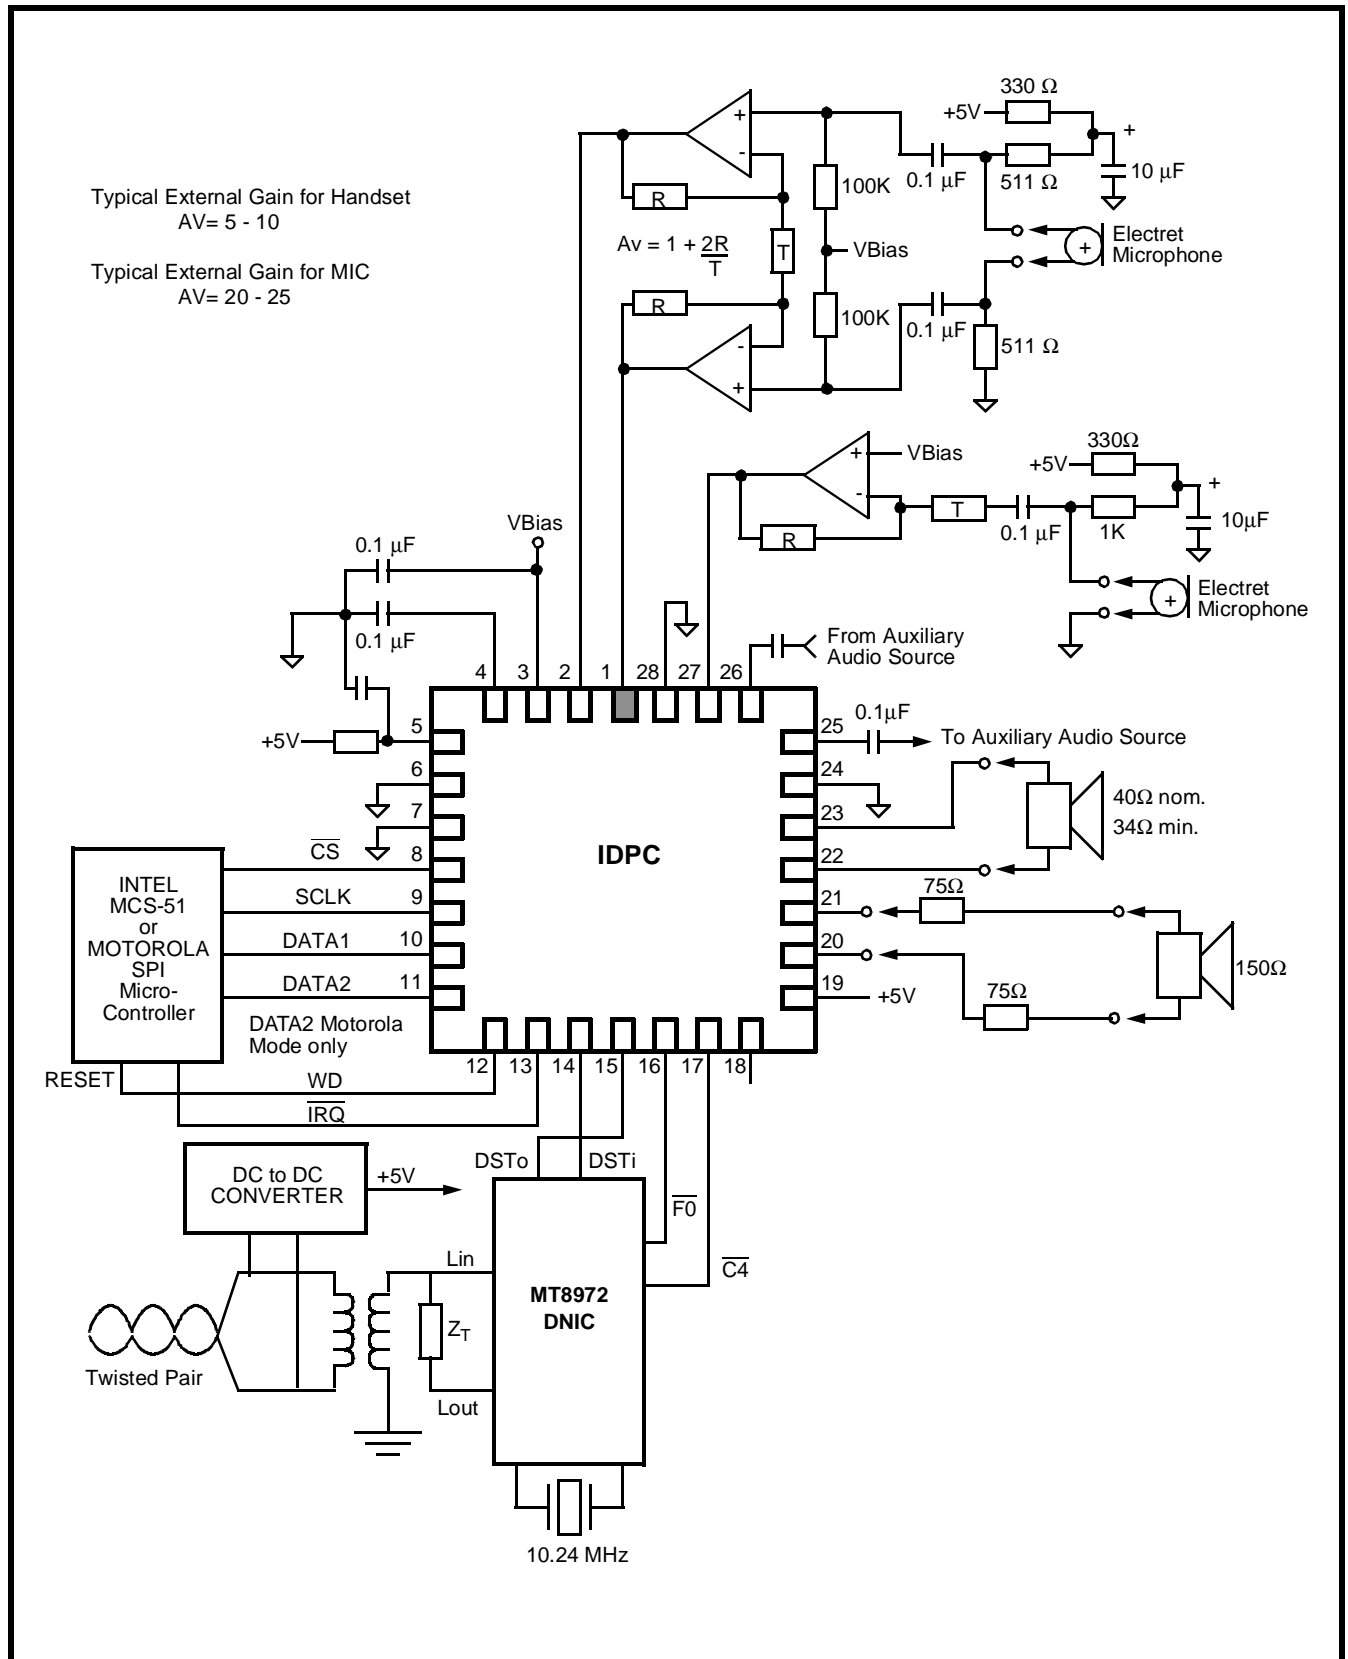 Typical External Gain for Handset
AV= 5 - 10
Typical External Gain for MIC
AV= 20 - 25
330 Ω
+5V
+
0.1 µF
511 Ω
10 µF
+
-
R
100K
T
Av = 1 + 2R
T
VBias
+
Electret
Microphone
R
100K
0.1 µF
511 Ω
-
+
330Ω
+5V
+
VBias
+
-
T
R
0.1 µF
1K
10µF
+
Electret
Microphone
VBias
0.1 µF
0.1 µF
From Auxiliary
Audio Source
4
3
2
1
28
27
26
+5V
5
6
7
8
9
10
11
25
24
23
22
21
20
19
0.1µF
To Auxiliary Audio Source
40Ω nom.
34Ω min.
IDPC
75Ω
75Ω
150Ω
+5V
CS
SCLK
DATA1
DATA2
INTEL
MCS-51
or
MOTOROLA
SPI
Micro-
Controller
DATA2 Motorola
Mode only
12
13
14
15
16
17
18
RESET
WD
IRQ
DC to DC
CONVERTER
+5V
DSTo
DSTi
F0
C4
Lin
ZT
Lout
MT8972
DNIC
Twisted Pair
10.24 MHz